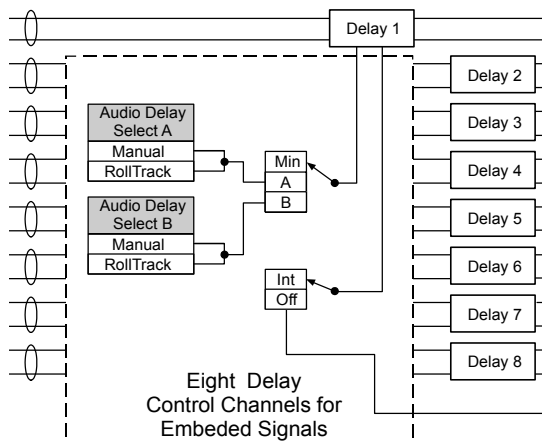 Delay 1
Delay 2
Delay 3
Delay 4
Delay 5
Delay 6
Delay 7
Delay 8
Audio Delay
Select A
Manual
RollTrack
Audio Delay
Select B
Manual
RollTrack
Min
A
B
Int
Off
Eight Delay
Control Channels for
Embeded Signals